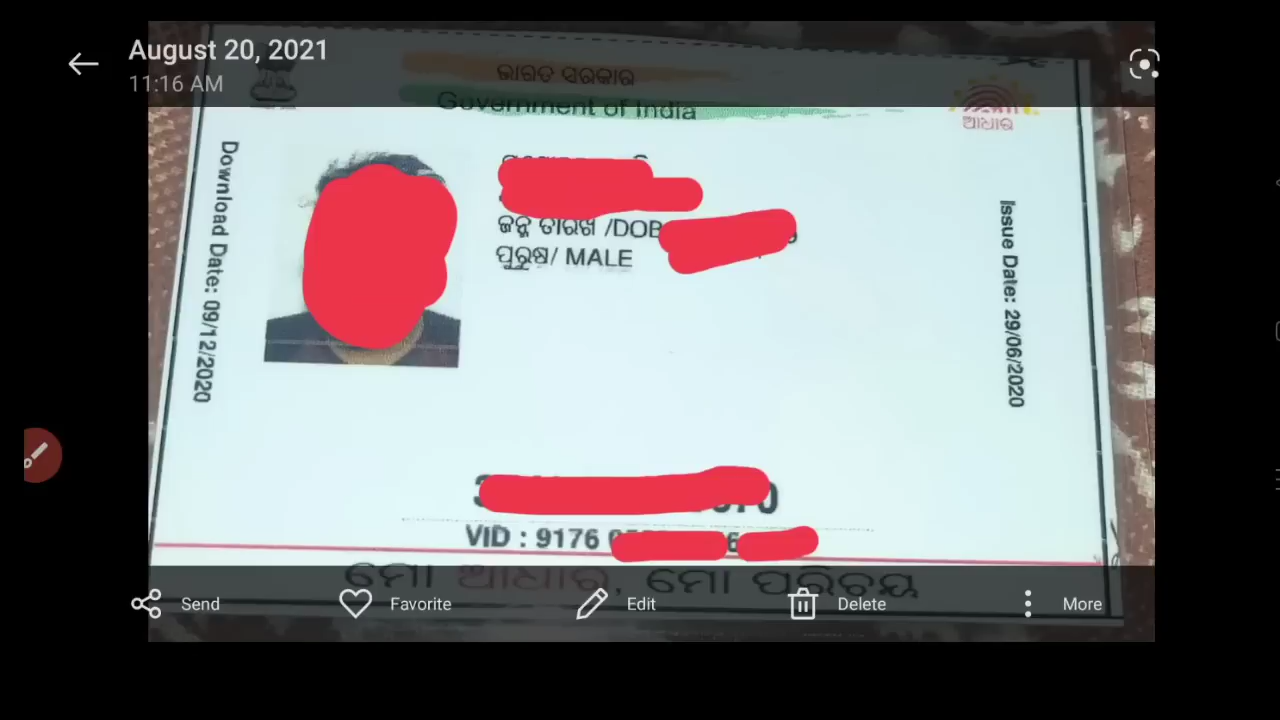 August 20, 2021
11:16 AM
ଭାରତ ସରକାର
Government of India
ଆଧାର
Download Date: 09/12/2020
ଜନ୍ମ ତାରିଖ /DOB
ପୁରୁଷ/ MALE
Issue Date: 29/06/2020
VID : 9176
ମୋ ଆଧାର, ମୋ ପରିଚୟ
Send
Favorite
Edit
Delete
More